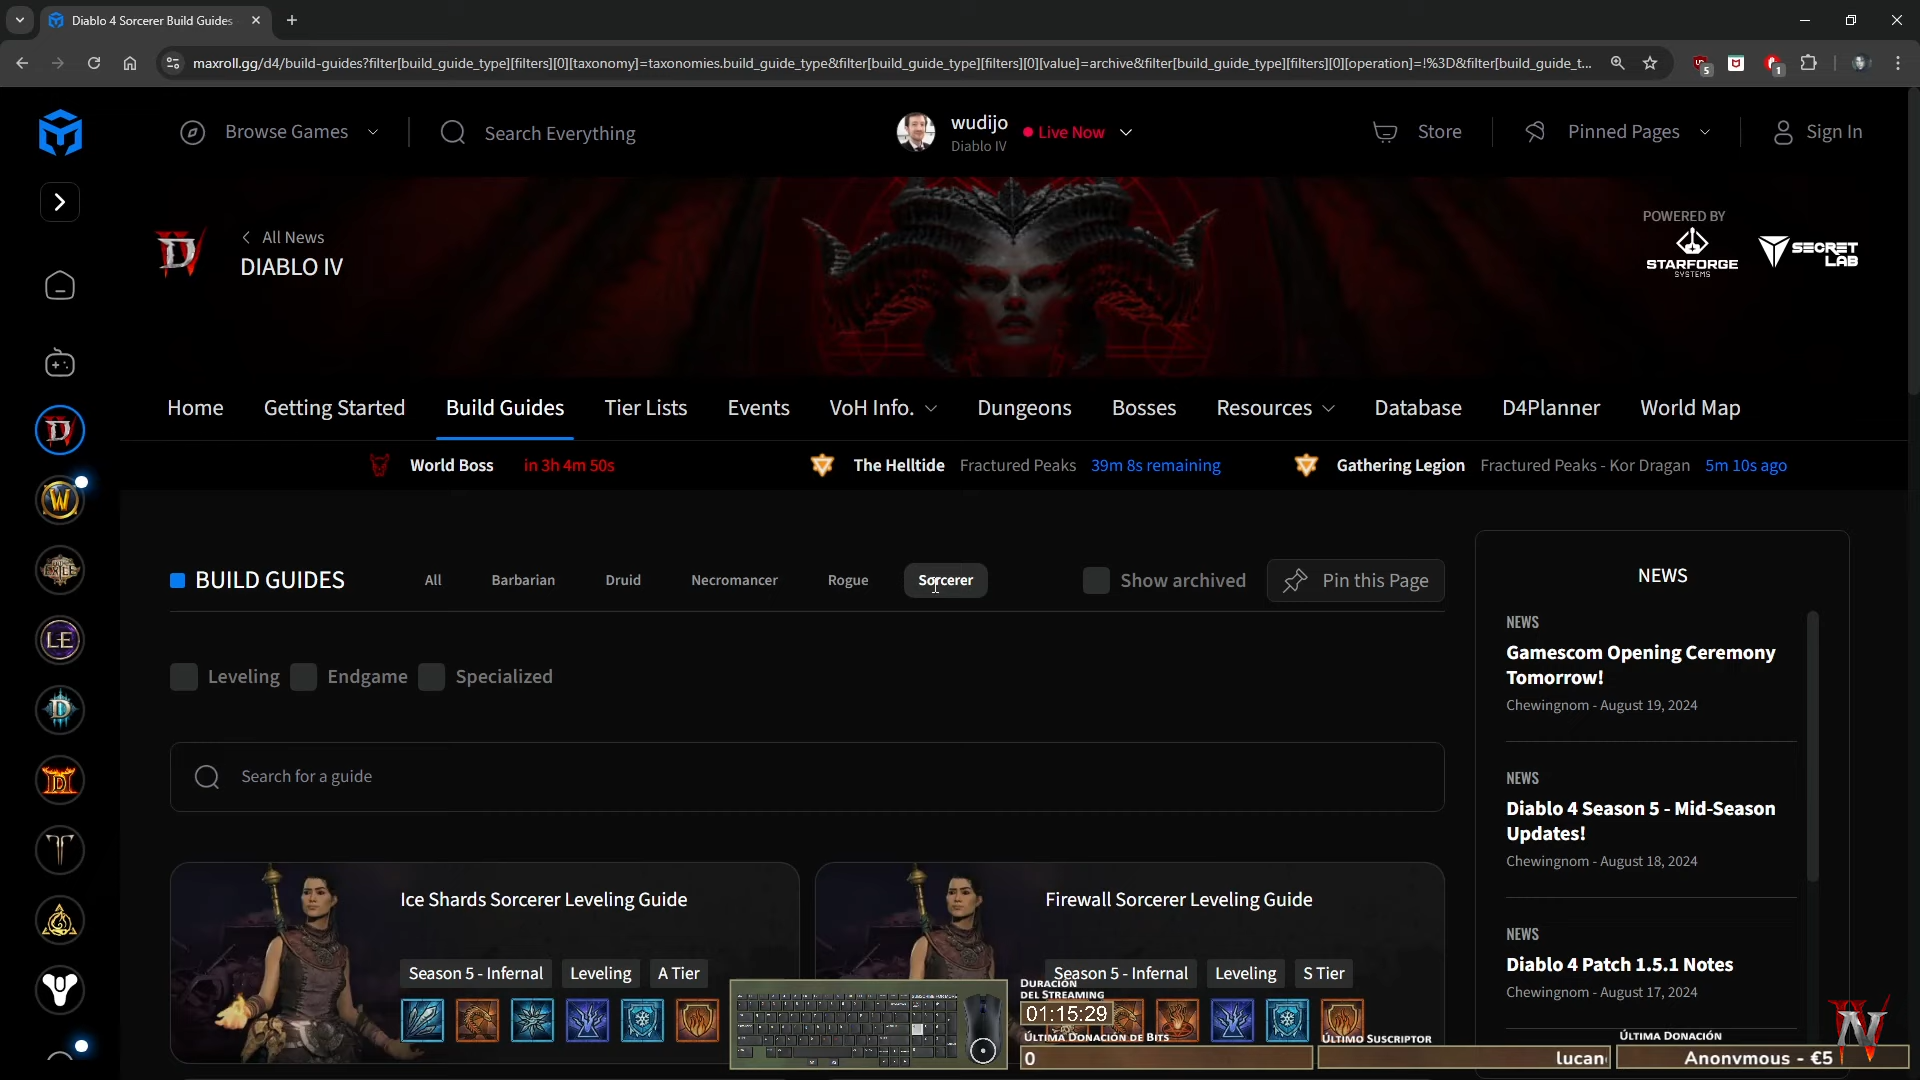 Diablo 4 Sorcerer Build Guides
maxroll.gg/d4/build-guides?filter[build_guide_type][filters][0][taxonomy]=taxonomies.build_guide_type&filter[build_guide_type][filters][0][value]=archive&filter[build_guide_type][filters][0][operation]=!%3D&filter[build_guide_t...
5
1
Browse Games
Search Everything
wudijo
Diablo IV
Live Now
Store
Pinned Pages
Sign In
All News
DIABLO IV
POWERED BY
STARFORGE
SYSTEMS
SECRET
LAB
Home
Getting Started
Build Guides
Tier Lists
Events
VoH Info.
Dungeons
Bosses
Resources
Database
D4Planner
World Map
World Boss in 3h 4m 50s
The Helltide Fractured Peaks 39m 8s remaining
Gathering Legion Fractured Peaks - Kor Dragan 5m 10s ago
BUILD GUIDES
All
Barbarian
Druid
Necromancer
Rogue
Sorcerer
Show archived
Pin this Page
Leveling
Endgame
Specialized
Search for a guide
Ice Shards Sorcerer Leveling Guide
Season 5 - Infernal
Leveling
A Tier
Firewall Sorcerer Leveling Guide
Season 5 - Infernal
Leveling
S Tier
NEWS
NEWS
Gamescom Opening Ceremony
Tomorrow!
Chewingnom - August 19, 2024
NEWS
Diablo 4 Season 5 - Mid-Season
Updates!
Chewingnom - August 18, 2024
NEWS
Diablo 4 Patch 1.5.1 Notes
Chewingnom - August 17, 2024
DURACIÓN
DEL STREAMING
01:15:29
ÚLTIMA DONACIÓN DE BITS
0
ÚLTIMO SUSCRIPTOR
lucan
ÚLTIMA DONACIÓN
Anonymous - €5